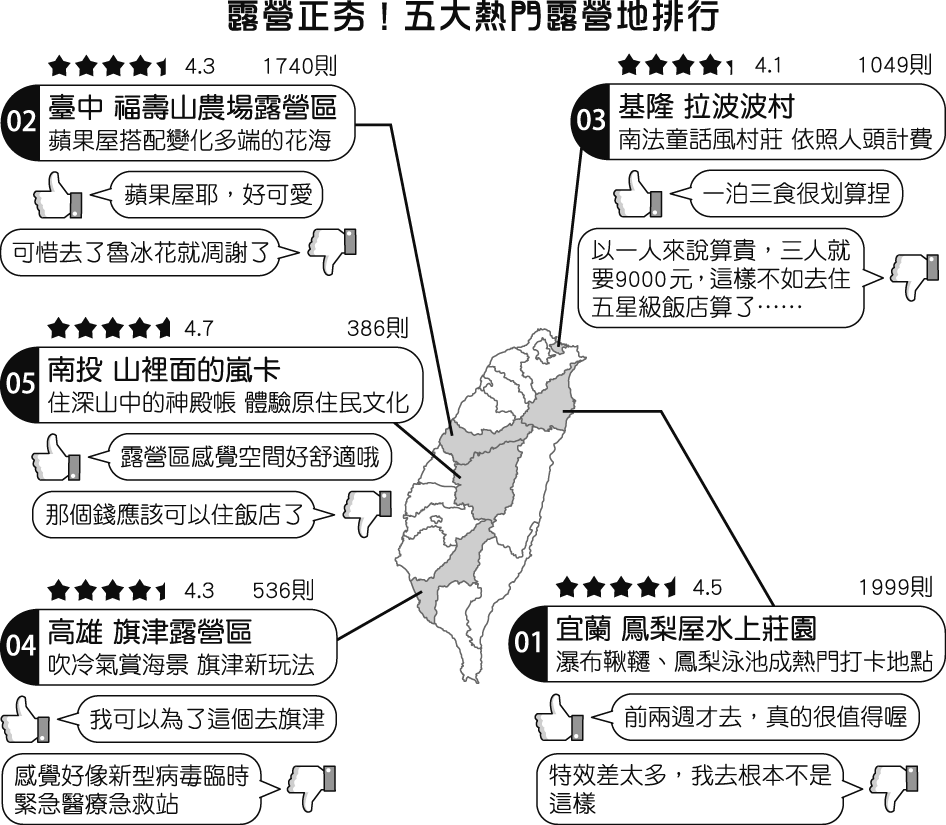 露營正夯！五大熱門露營地排行
4.3 1740則
02 臺中 福壽山農場露營區
蘋果屋搭配變化多端的花海
蘋果屋耶，好可愛
可惜去了魯冰花就凋謝了
4.1 1049則
03 基隆 拉波波村
南法童話風村莊 依照人頭計費
一泊三食很划算捏
以一人來說算貴，三人就
要9000元，這樣不如去住
五星級飯店算了……
4.7 386則
05 南投 山裡面的嵐卡
住深山中的神殿帳 體驗原住民文化
露營區感覺空間好舒適哦
那個錢應該可以住飯店了
4.3 536則
04 高雄 旗津露營區
吹冷氣賞海景 旗津新玩法
我可以為了這個去旗津
感覺好像新型病毒臨時
緊急醫療急救站
4.5 1999則
01 宜蘭 鳳梨屋水上莊園
瀑布鞦韆、鳳梨泳池成熱門打卡地點
前兩週才去，真的很值得喔
特效差太多，我去根本不是
這樣